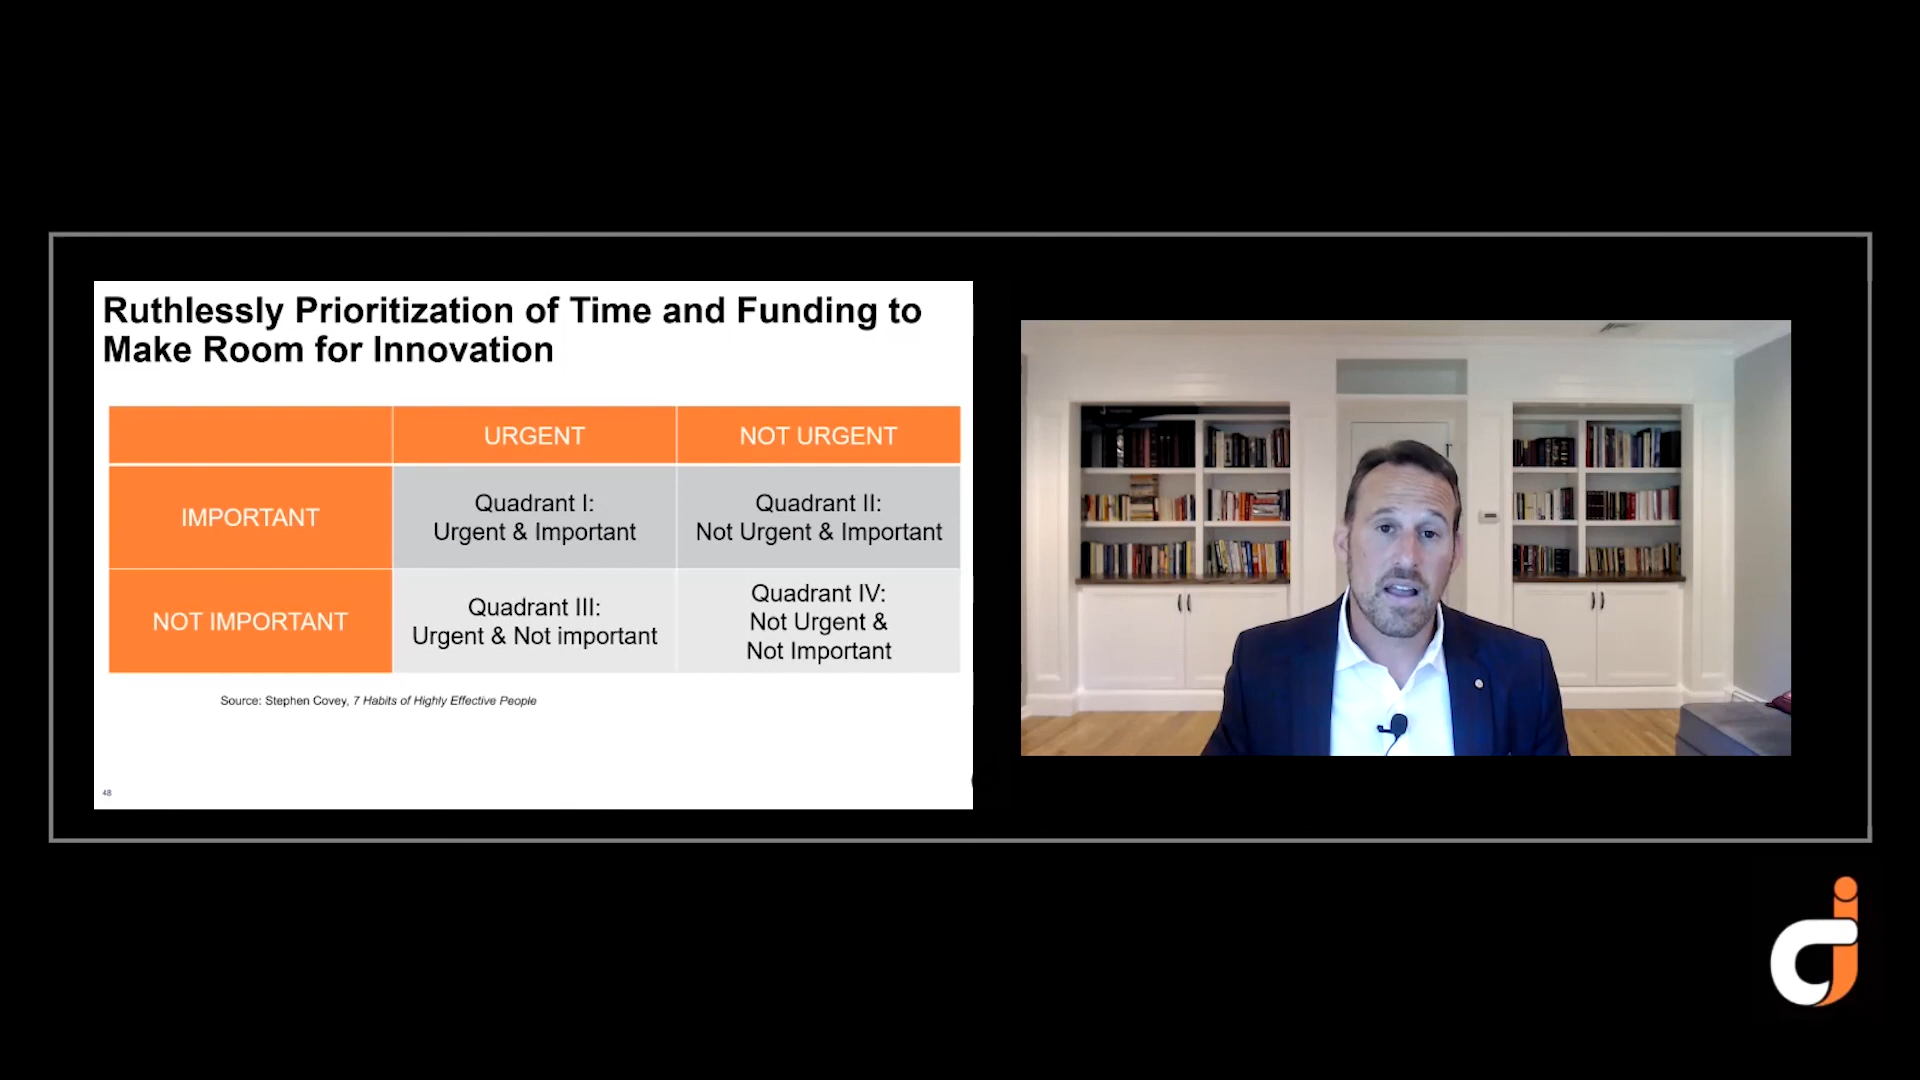 Ruthlessly Prioritization of Time and Funding to
Make Room for Innovation
URGENT
NOT URGENT
IMPORTANT
Quadrant I:
Urgent & Important
Quadrant II:
Not Urgent & Important
NOT IMPORTANT
Quadrant III:
Urgent & Not important
Quadrant IV:
Not Urgent &
Not Important
Source: Stephen Covey, 7 Habits of Highly Effective People
48